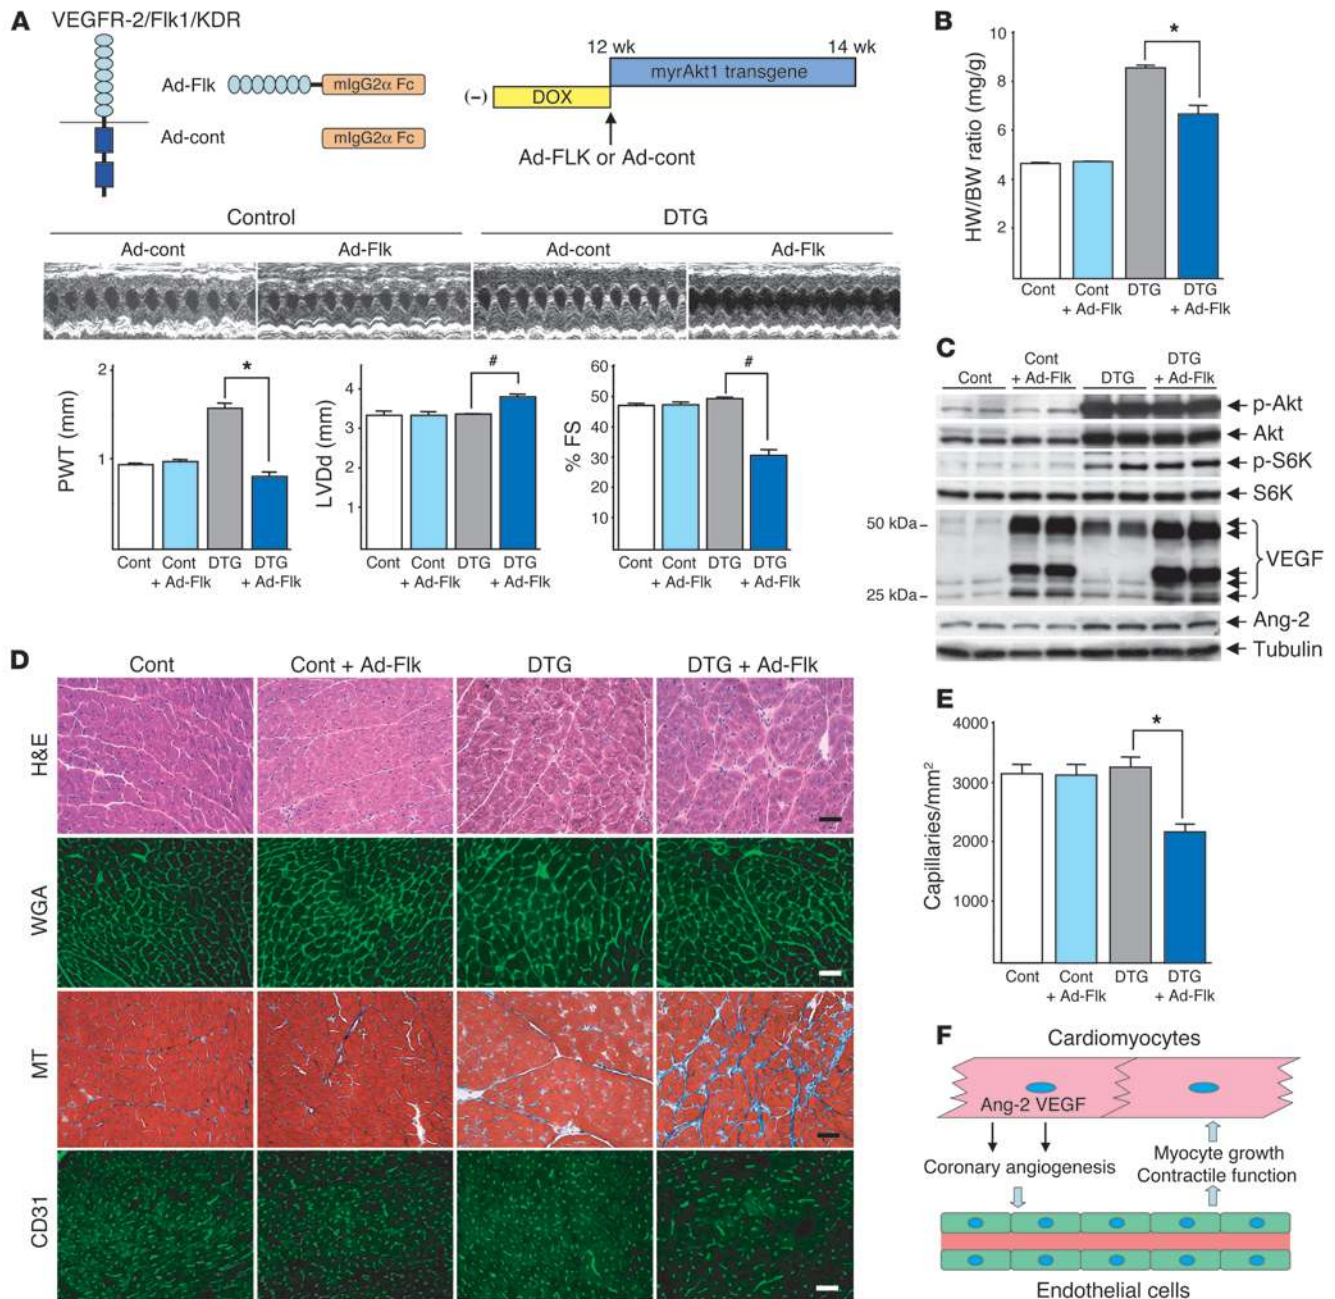 A
VEGFR-2/Flk1/KDR
Ad-Flk
mIgG2α Fc
Ad-cont
mIgG2α Fc
12 wk
14 wk
myrAkt1 transgene
(–)
DOX
Ad-FLK or Ad-cont
Control
DTG
Ad-cont
Ad-Flk
Ad-cont
Ad-Flk
PWT (mm)
2
1
*
Cont
Cont
+ Ad-Flk
DTG
DTG
+ Ad-Flk
LVDd (mm)
3
2
1
#
Cont
Cont
+ Ad-Flk
DTG
DTG
+ Ad-Flk
% FS
60
50
40
30
20
10
#
Cont
Cont
+ Ad-Flk
DTG
DTG
+ Ad-Flk
B
HW/BW ratio (mg/g)
10
8
6
4
2
*
Cont
Cont
+ Ad-Flk
DTG
DTG
+ Ad-Flk
C
Cont
Cont
+ Ad-Flk
DTG
DTG
+ Ad-Flk
p-Akt
Akt
p-S6K
S6K
50 kDa –
VEGF
25 kDa –
Ang-2
Tubulin
D
Cont
Cont + Ad-Flk
DTG
DTG + Ad-Flk
H&E
WGA
MT
CD31
E
Capillaries/mm²
4000
3000
2000
1000
*
Cont
Cont
+ Ad-Flk
DTG
DTG
+ Ad-Flk
F
Cardiomyocytes
Ang-2 VEGF
Coronary angiogenesis
Myocyte growth
Contractile function
Endothelial cells